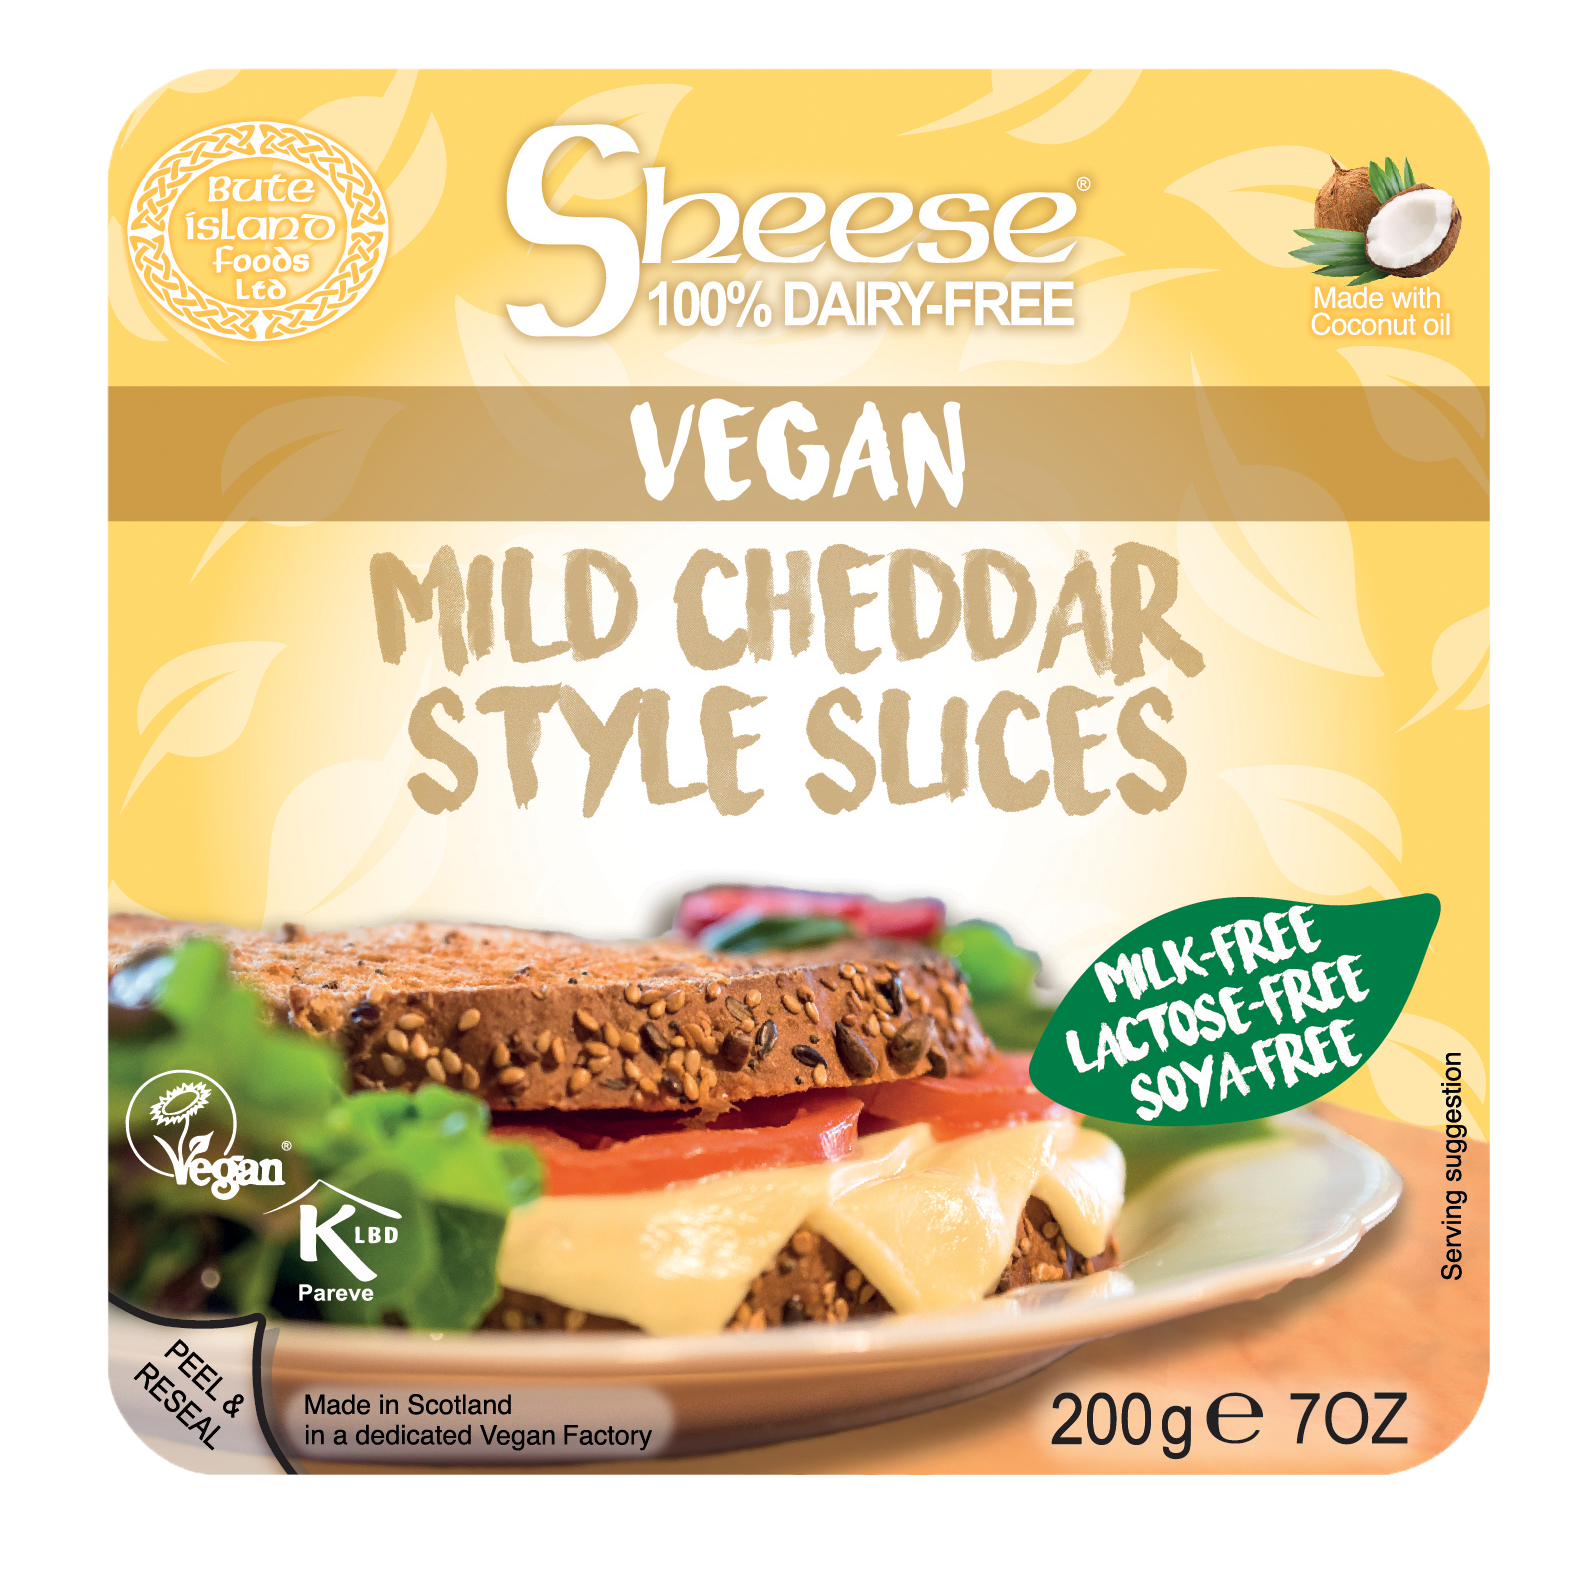 Bute
island
Foods
Ltd
Sheese®
100% DAIRY-FREE
Made with
Coconut oil
VEGAN
MILD CHEDDAR
STYLE SLICES
MILK-FREE
LACTOSE-FREE
SOYA-FREE
Serving suggestion
Vegan®
K LBD
Pareve
PEEL &
RESEAL
Made in Scotland
in a dedicated Vegan Factory
200g e 7OZ